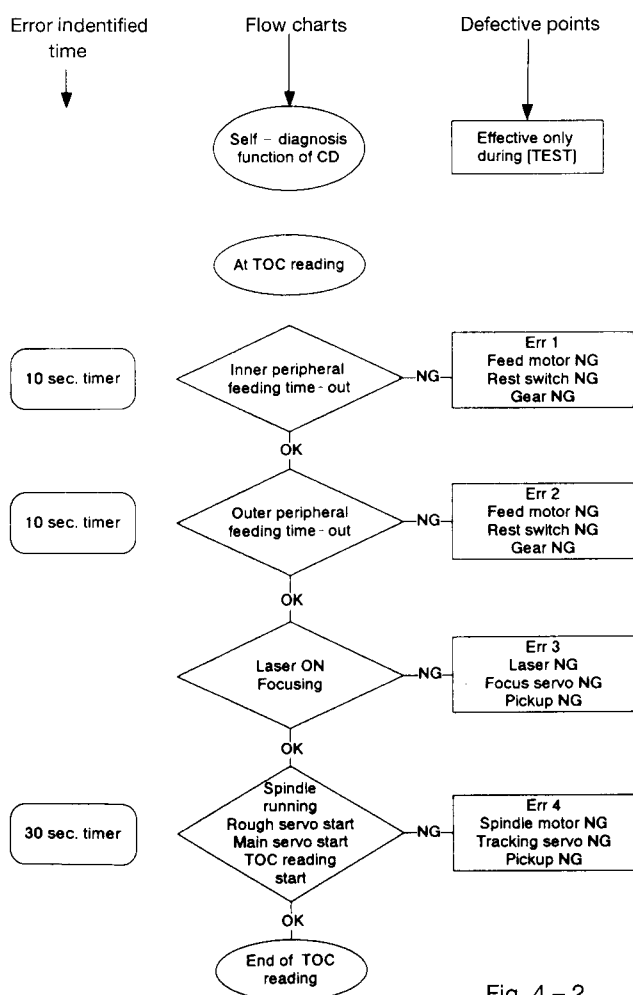 Error indentified
time
Flow charts
Defective points
Self - diagnosis
function of CD
Effective only
during [TEST]
At TOC reading
10 sec. timer
Inner peripheral
feeding time - out
NG
Err 1
Feed motor NG
Rest switch NG
Gear NG
OK
10 sec. timer
Outer peripheral
feeding time - out
NG
Err 2
Feed motor NG
Rest switch NG
Gear NG
OK
Laser ON
Focusing
NG
Err 3
Laser NG
Focus servo NG
Pickup NG
OK
30 sec. timer
Spindle
running
Rough servo start
Main servo start
TOC reading
start
NG
Err 4
Spindle motor NG
Tracking servo NG
Pickup NG
OK
End of TOC
reading
Fig. 4 - 2